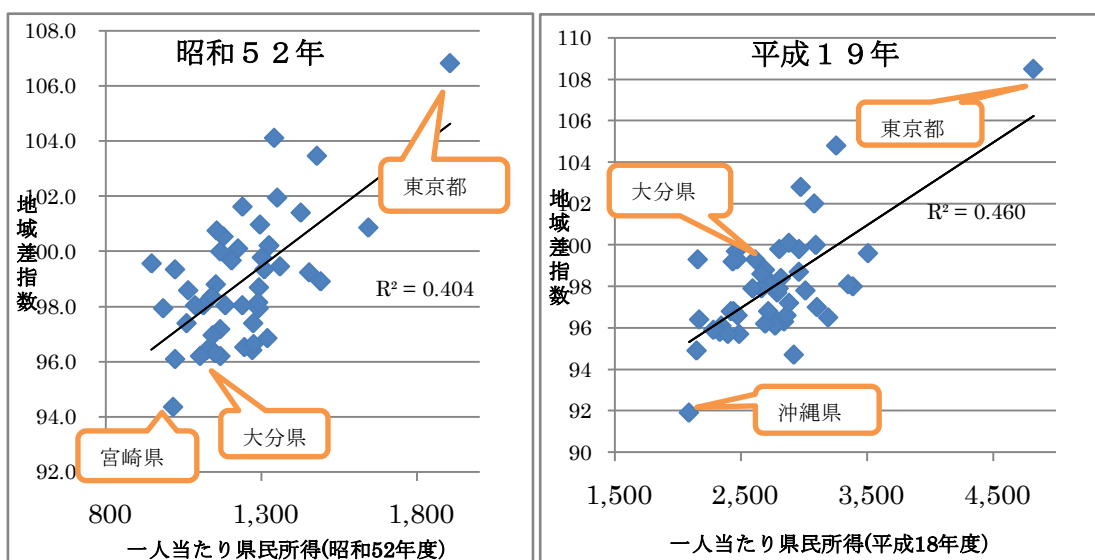 昭和５２年
108.0
106.0
104.0
102.0
100.0
98.0
96.0
94.0
92.0
地域差指数
東京都
R² = 0.404
大分県
宮崎県
800
1,300
1,800
一人当たり県民所得(昭和52年度)
平成１９年
110
108
106
104
102
100
98
96
94
92
90
地域差指数
東京都
大分県
R² = 0.460
沖縄県
1,500
2,500
3,500
4,500
一人当たり県民所得(平成18年度)